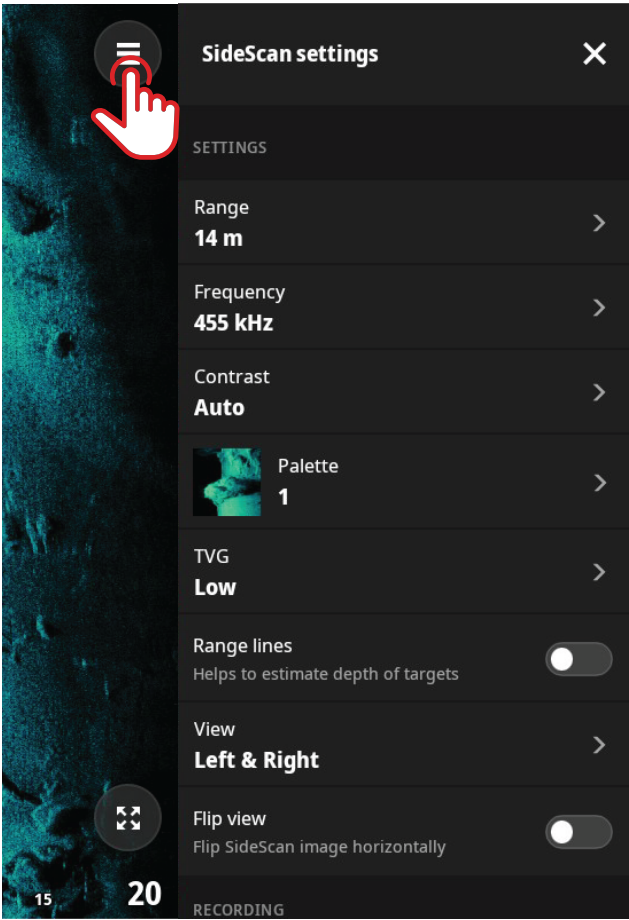 SideScan settings
SETTINGS
Range
14 m
Frequency
455 kHz
Contrast
Auto
Palette
1
TVG
Low
Range lines
Helps to estimate depth of targets
View
Left & Right
Flip view
Flip SideScan image horizontally
15
20
RECORDING